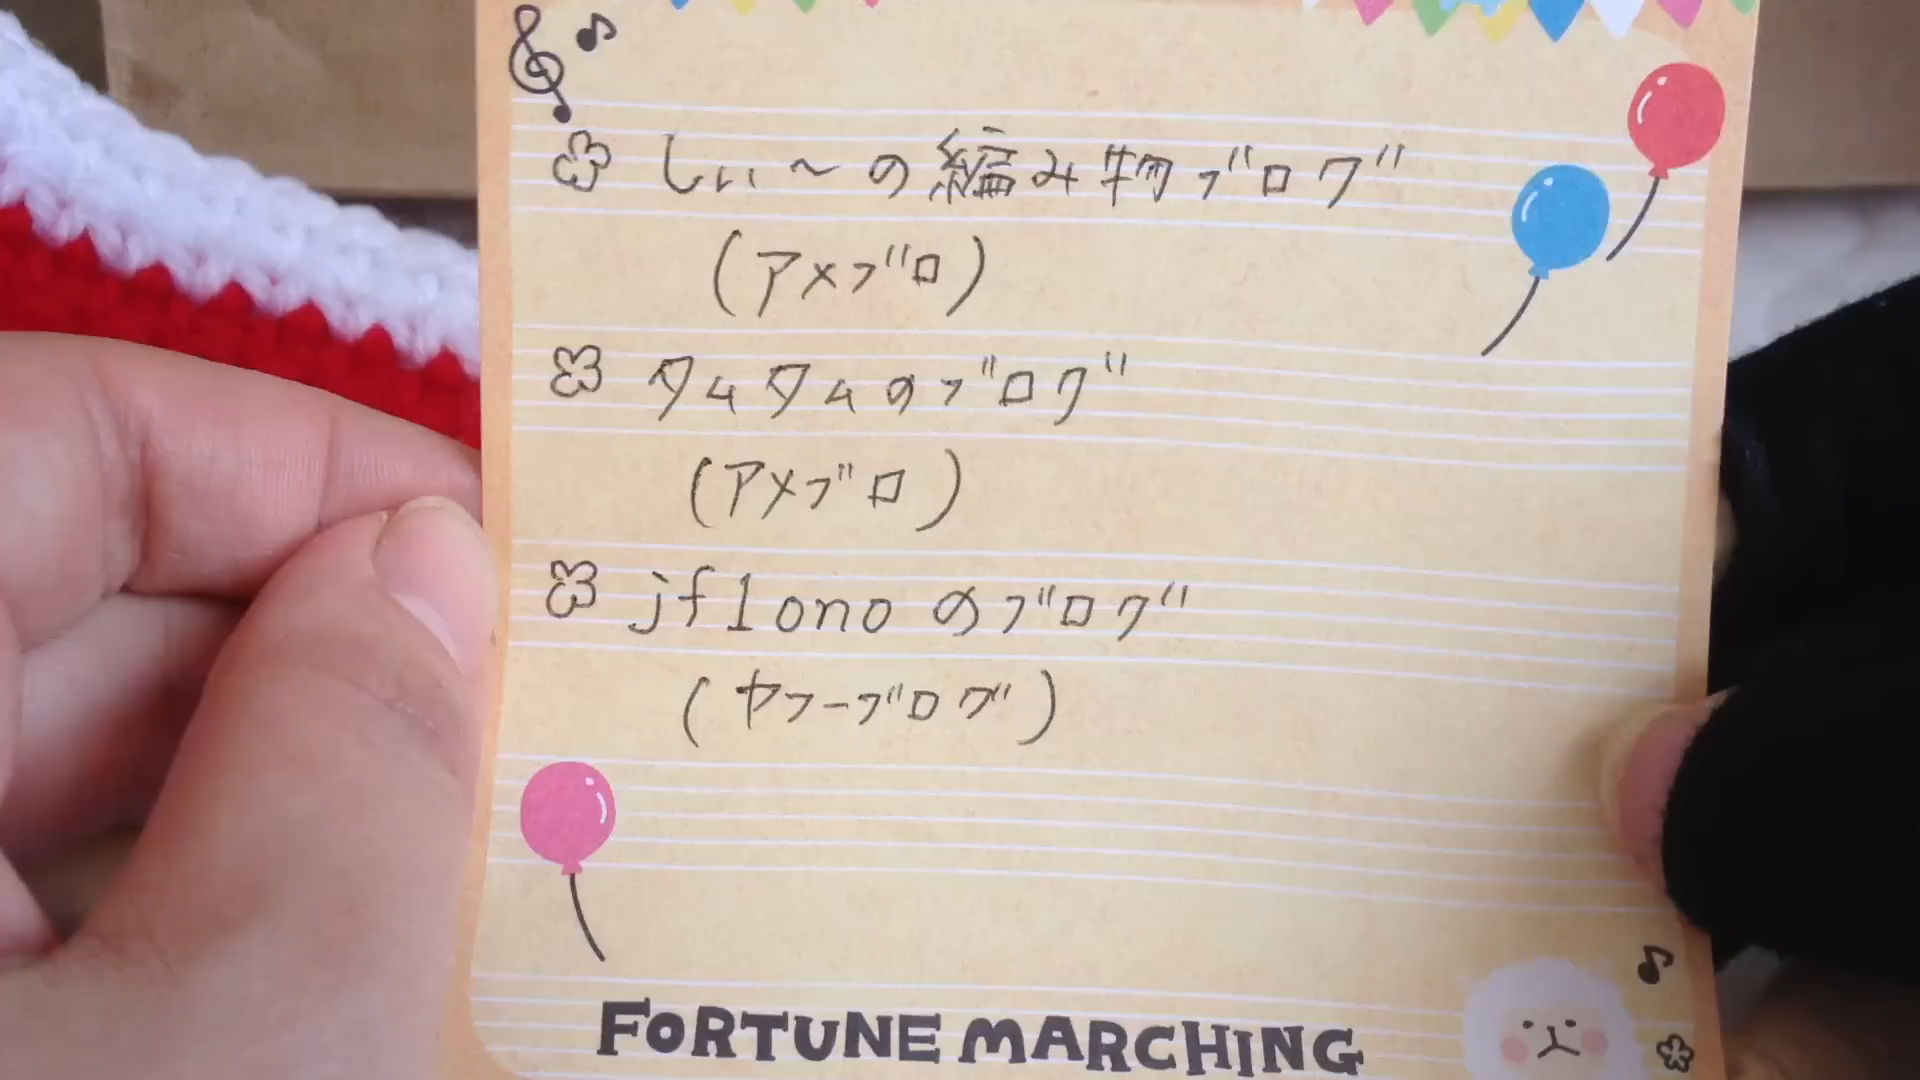 しぃ〜の編み物ブログ
(アメブロ)
タムタムのブログ
(アメブロ)
jflonoのブログ
(ヤフーブログ)
FORTUNE MARCHING